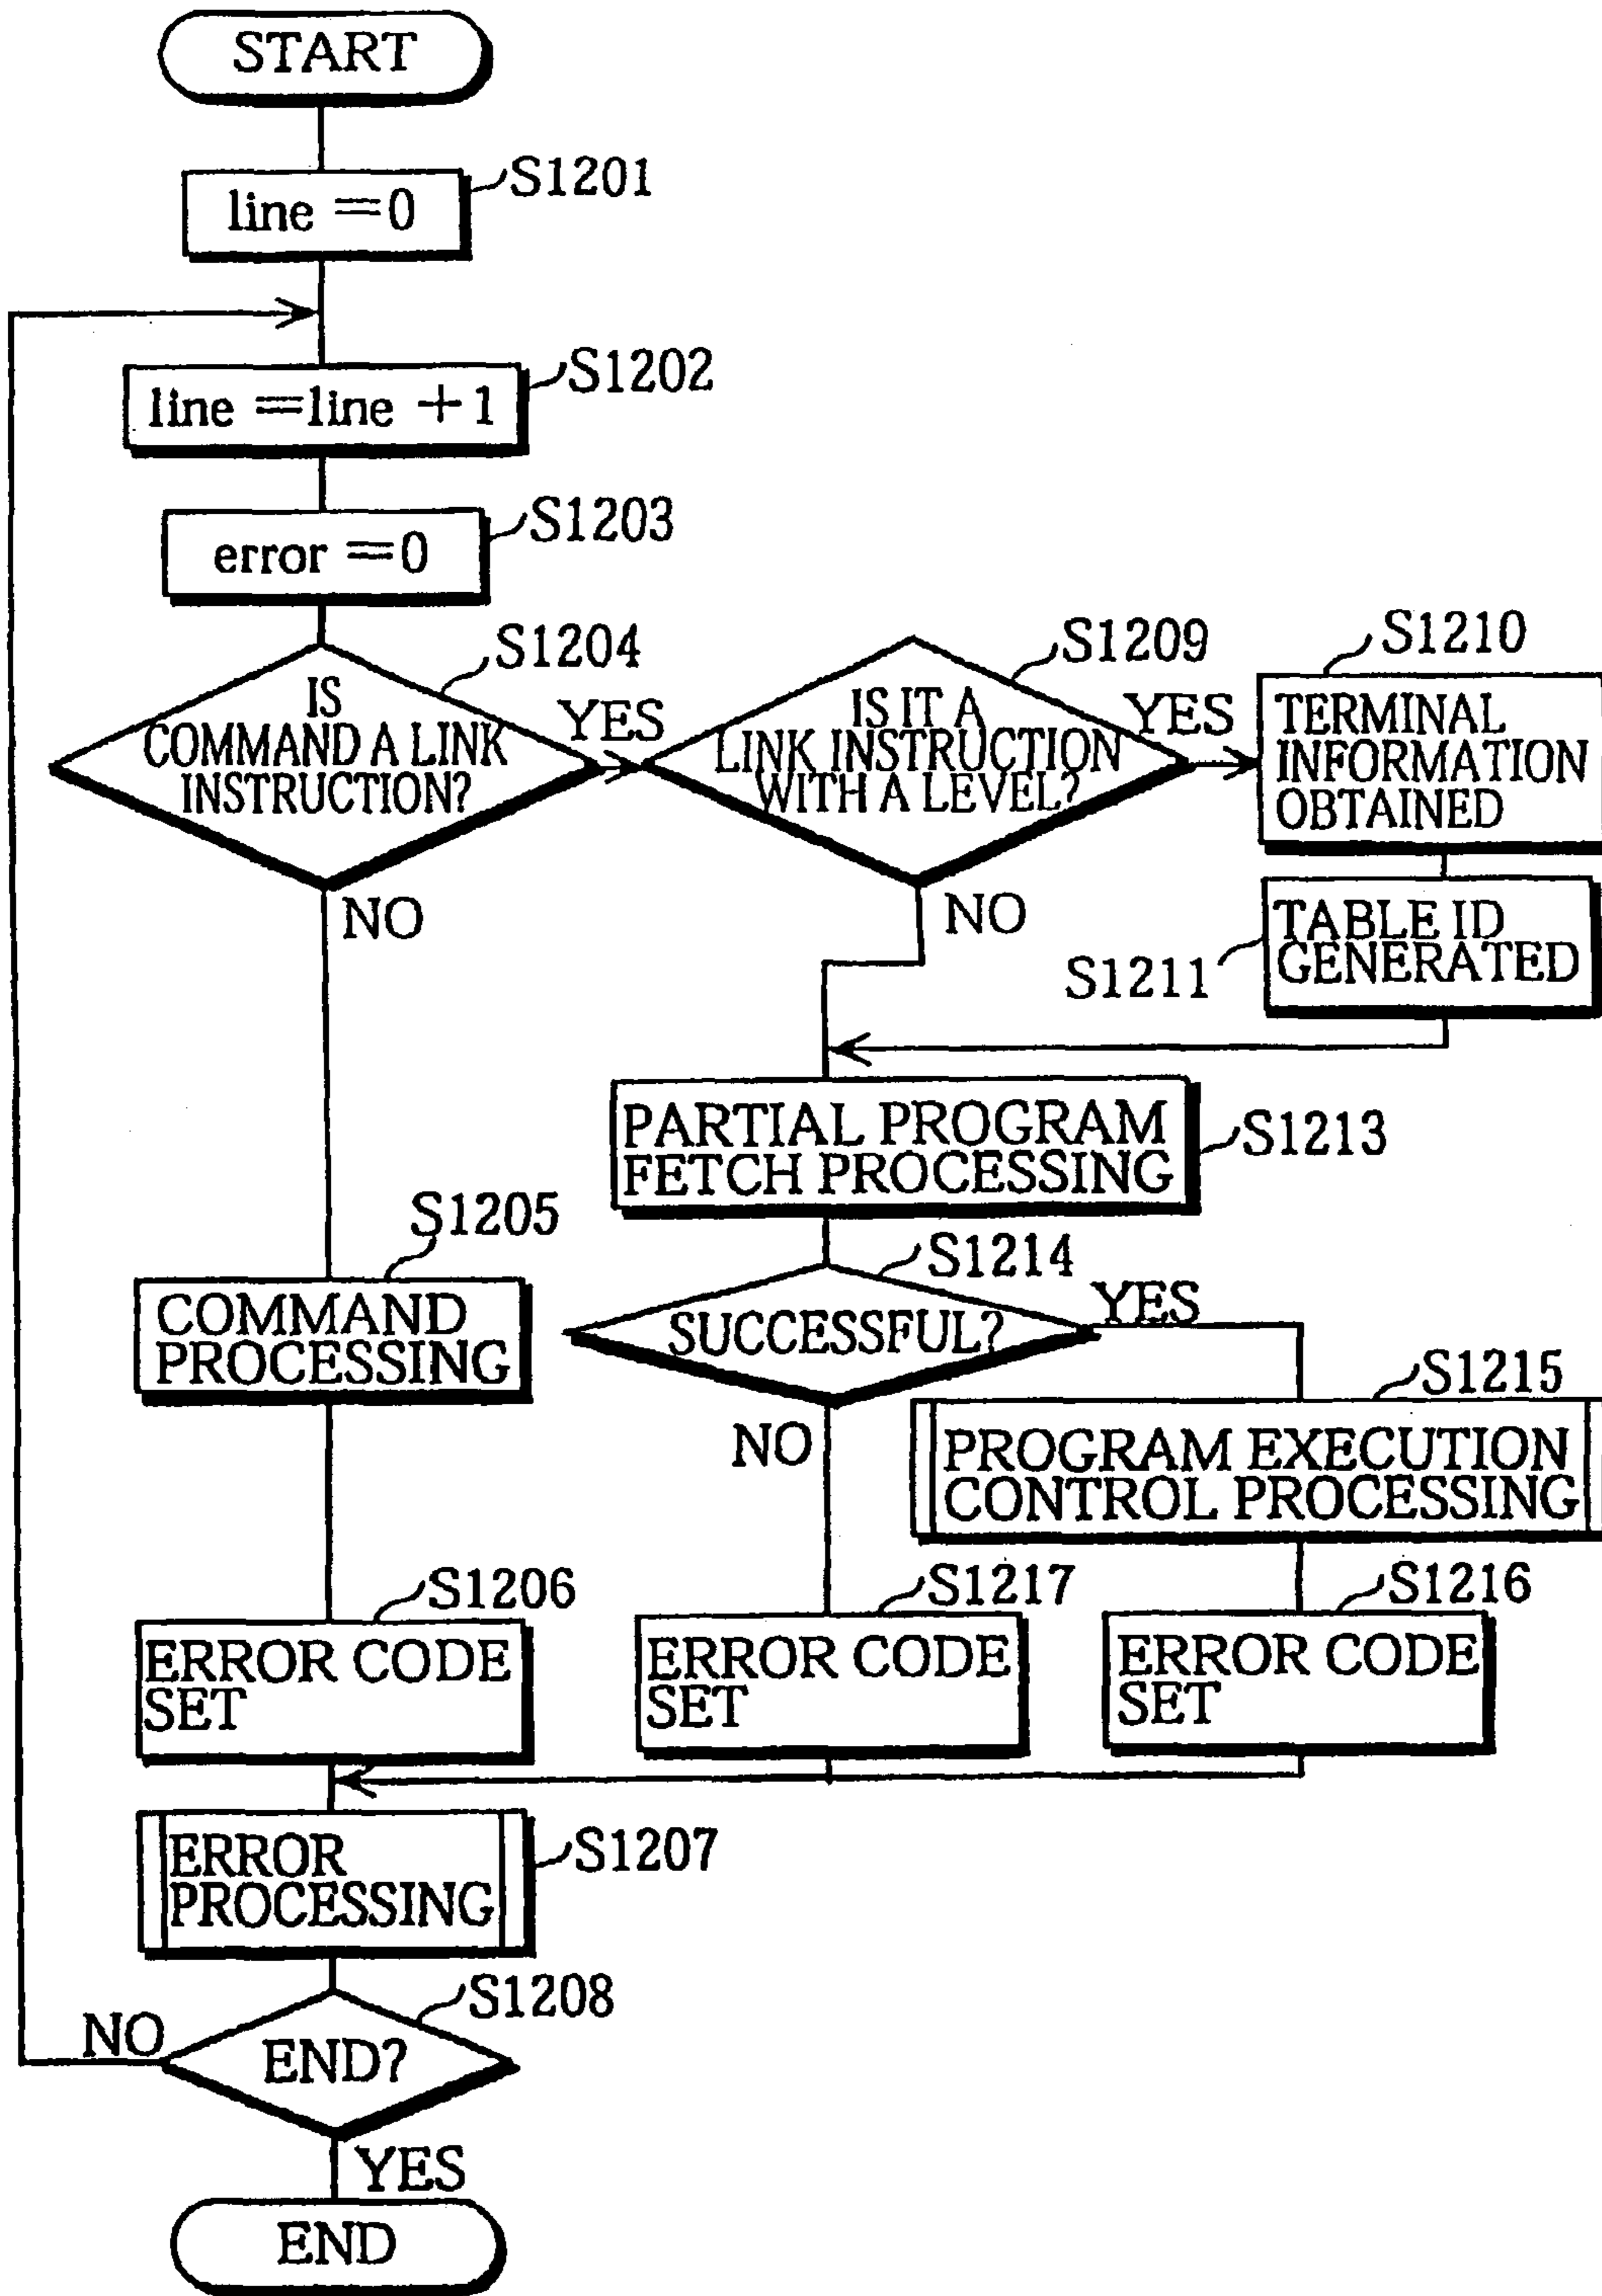 START
S1201
line =0
S1202
line =line +1
S1203
error =0
S1204
IS
COMMAND A LINK
INSTRUCTION?
YES
NO
S1209
IS IT A
LINK INSTRUCTION
WITH A LEVEL?
YES
NO
S1210
TERMINAL
INFORMATION
OBTAINED
S1211
TABLE ID
GENERATED
PARTIAL PROGRAM
FETCH PROCESSING
S1213
S1205
COMMAND
PROCESSING
S1214
SUCCESSFUL?
YES
NO
S1215
PROGRAM EXECUTION
CONTROL PROCESSING
S1206
ERROR CODE
SET
S1217
ERROR CODE
SET
S1216
ERROR CODE
SET
ERROR
PROCESSING
S1207
S1208
END?
NO
YES
END